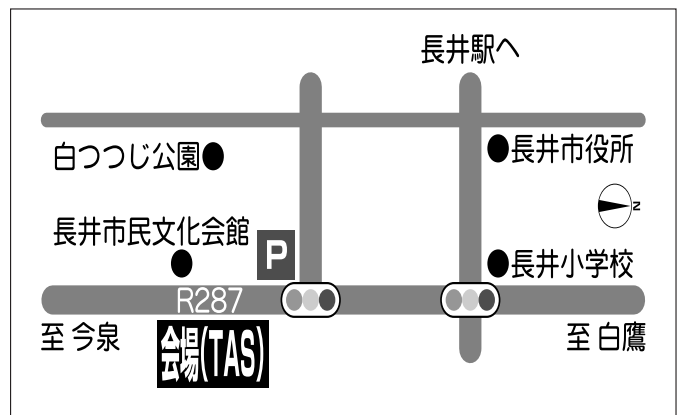 長井駅へ
白つつじ公園
長井市役所
N
長井市民文化会館
P
長井小学校
R287
至 今泉
会場(TAS)
至 白鷹